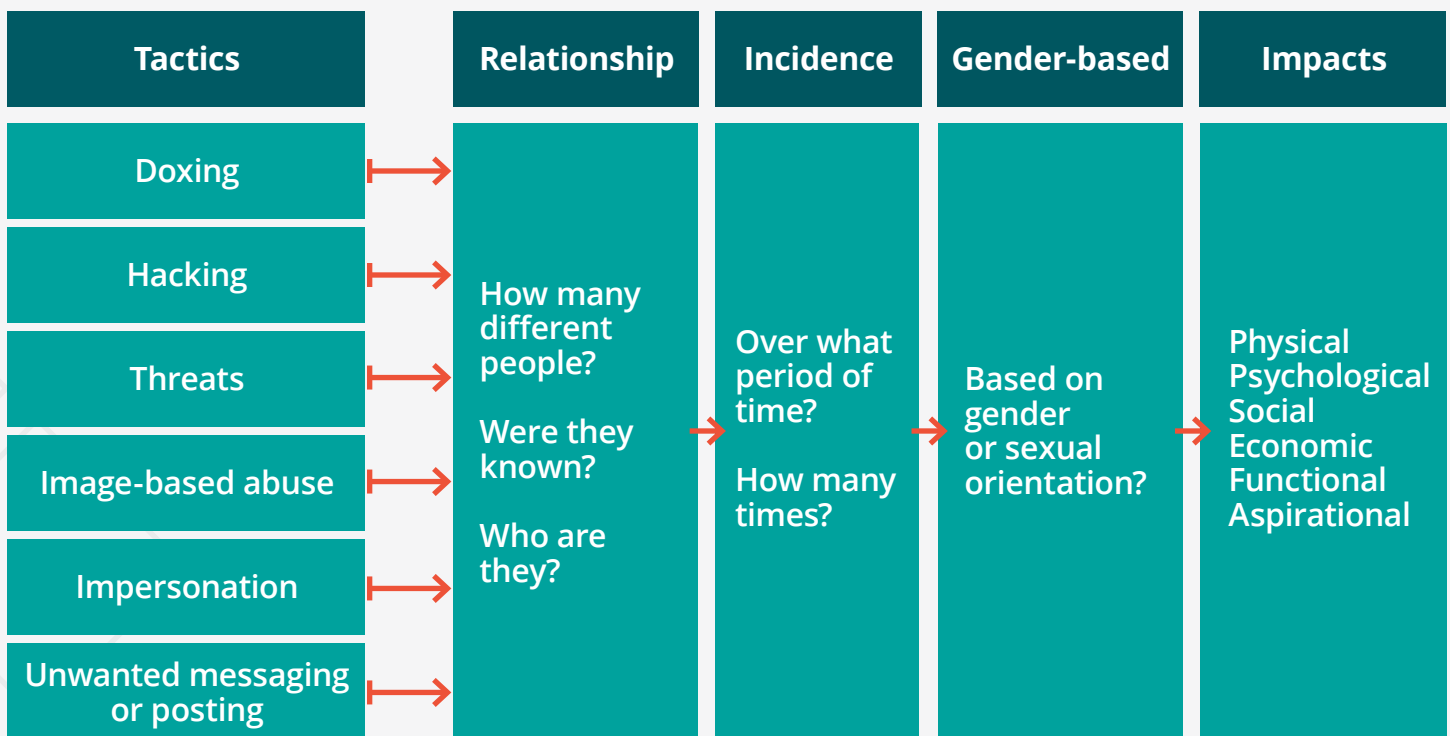 Tactics
Relationship
Incidence
Gender-based
Impacts
Doxing
Hacking
Threats
Image-based abuse
Impersonation
Unwanted messaging
or posting
How many
different
people?
Were they
known?
Who are
they?
Over what
period of
time?
How many
times?
Based on
gender
or sexual
orientation?
Physical
Psychological
Social
Economic
Functional
Aspirational